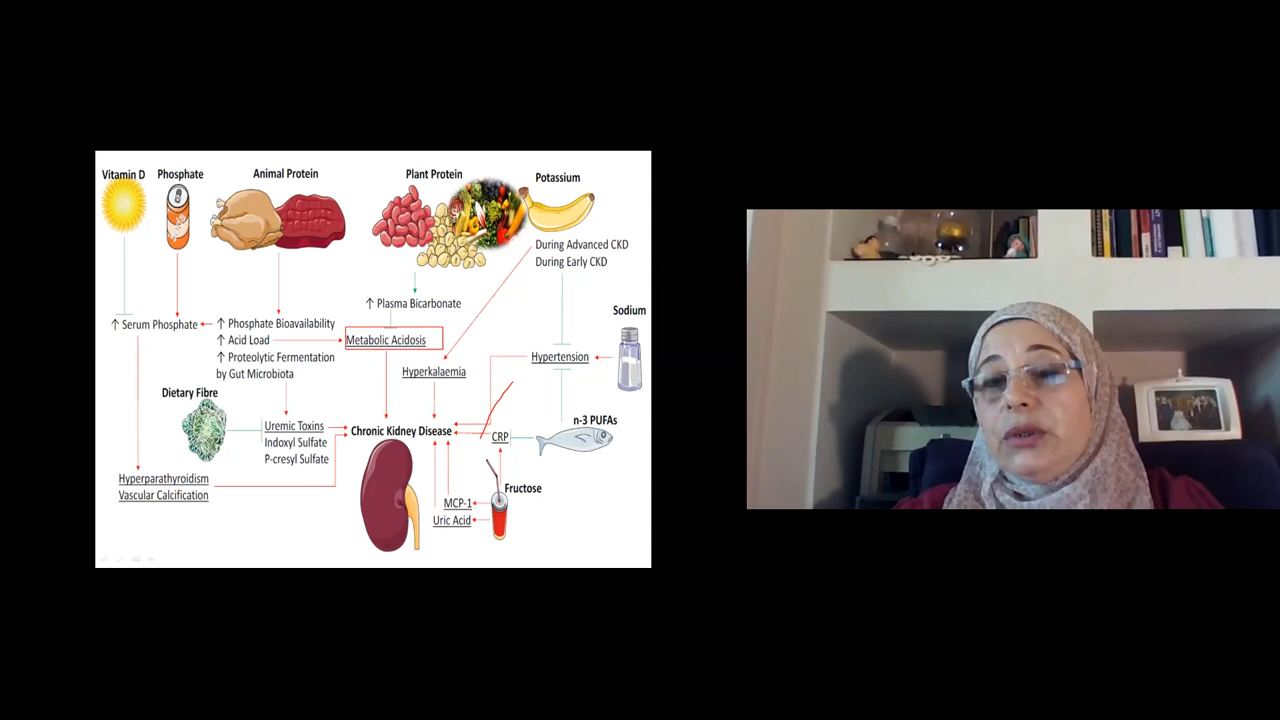 Vitamin D
Phosphate
Animal Protein
Plant Protein
Potassium
During Advanced CKD
During Early CKD
↑ Plasma Bicarbonate
Sodium
↑ Serum Phosphate
↑ Phosphate Bioavailability
↑ Acid Load
Metabolic Acidosis
↑ Proteolytic Fermentation
by Gut Microbiota
Hypertension
Hyperkalaemia
Dietary Fibre
n-3 PUFAs
Uremic Toxins
Indoxyl Sulfate
P-cresyl Sulfate
Chronic Kidney Disease
CRP
Hyperparathyroidism
Vascular Calcification
Fructose
MCP-1
Uric Acid